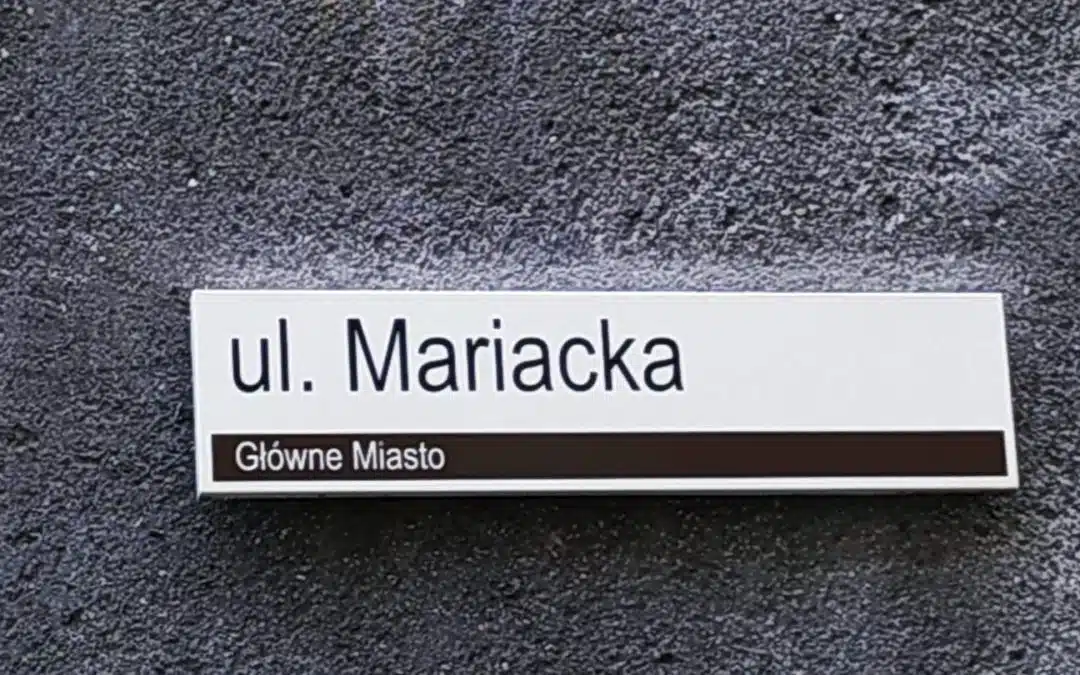 ul. Mariacka
Główne Miasto